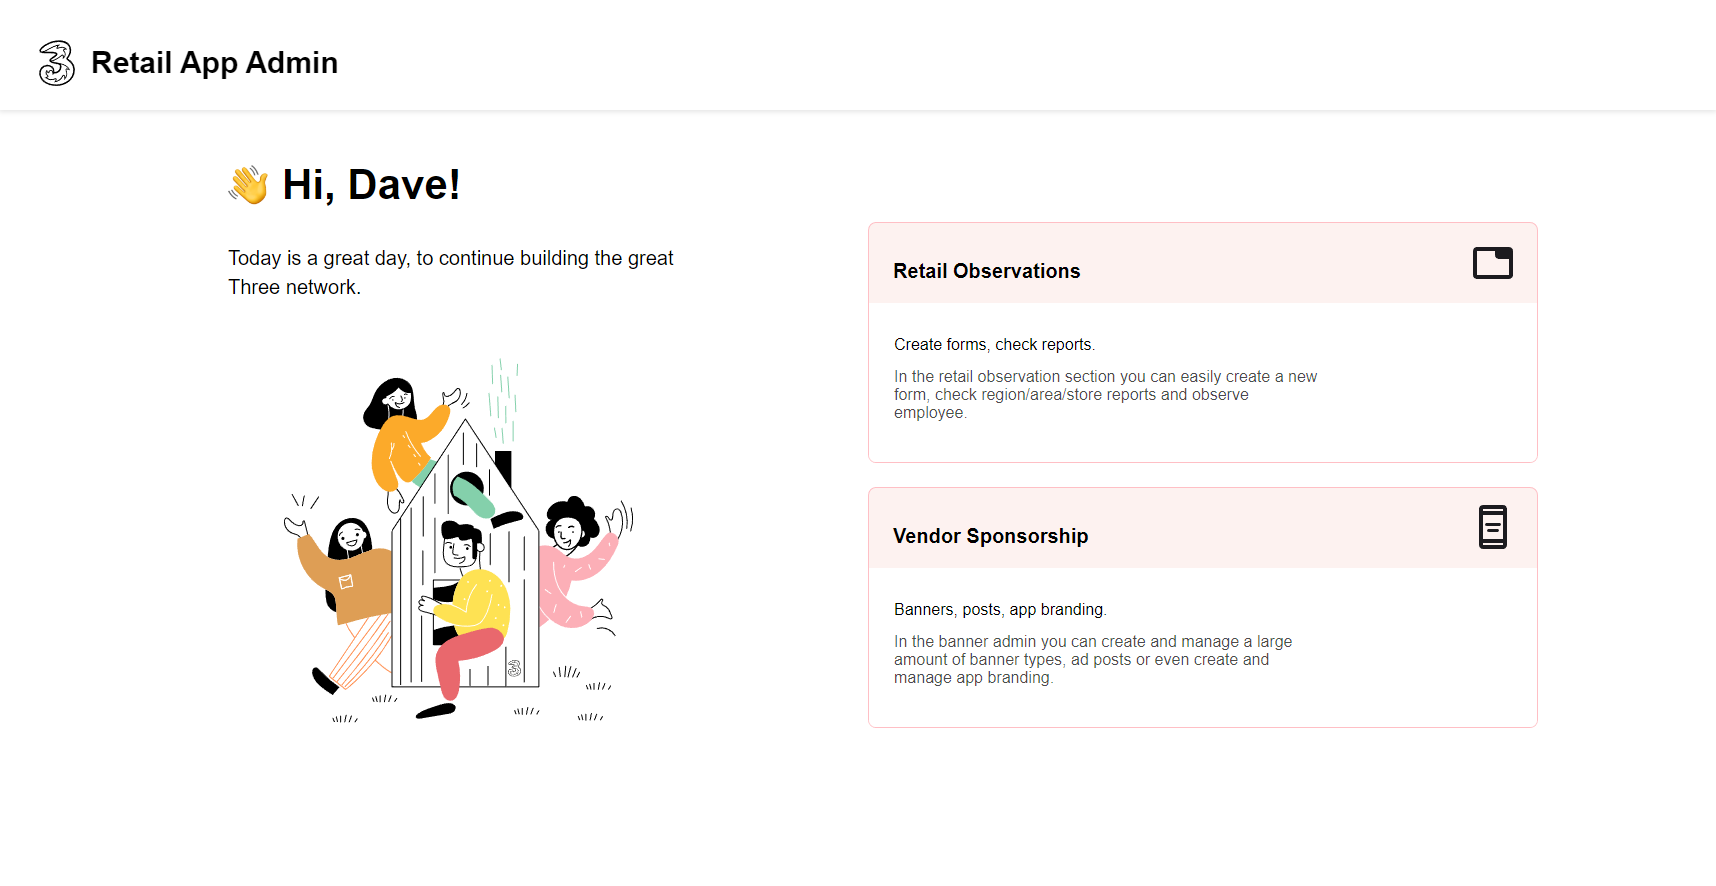 Retail App Admin
👋 Hi, Dave!
Today is a great day, to continue building the great
Three network.
Retail Observations
Create forms, check reports.
In the retail observation section you can easily create a new
form, check region/area/store reports and observe
employee.
Vendor Sponsorship
Banners, posts, app branding.
In the banner admin you can create and manage a large
amount of banner types, ad posts or even create and
manage app branding.